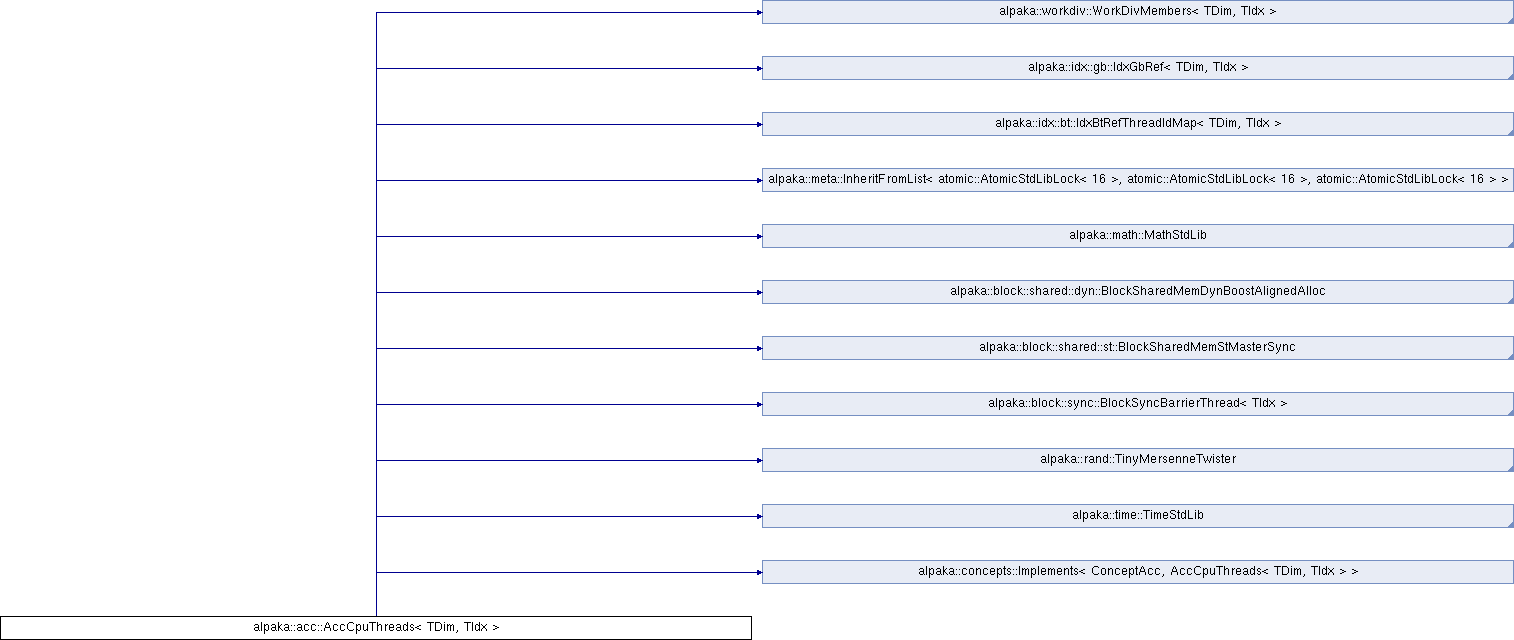 alpaka::workdiv::WorkDivMembers< TDim, TIdx >
alpaka::idx::gb::IdxGbRef< TDim, TIdx >
alpaka::idx::bt::IdxBtRefThreadIdMap< TDim, TIdx >
alpaka::meta::InheritFromList< atomic::AtomicStdLibLock< 16 >, atomic::AtomicStdLibLock< 16 >, atomic::AtomicStdLibLock< 16 > >
alpaka::math::MathStdLib
alpaka::block::shared::dyn::BlockSharedMemDynBoostAlignedAlloc
alpaka::block::shared::st::BlockSharedMemStMasterSync
alpaka::block::sync::BlockSyncBarrierThread< TIdx >
alpaka::rand::TinyMersenneTwister
alpaka::time::TimeStdLib
alpaka::concepts::Implements< ConceptAcc, AccCpuThreads< TDim, TIdx > >
alpaka::acc::AccCpuThreads< TDim, TIdx >